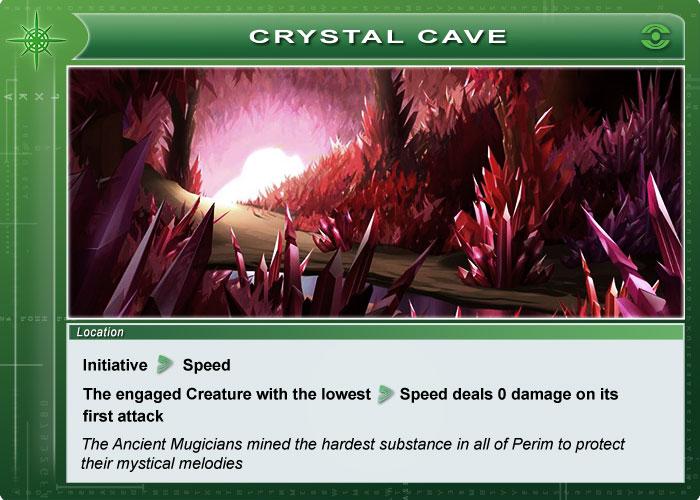 CRYSTAL CAVE
Location
Initiative Speed
The engaged Creature with the lowest Speed deals 0 damage on its
first attack
The Ancient Mugicians mined the hardest substance in all of Perim to protect
their mystical melodies